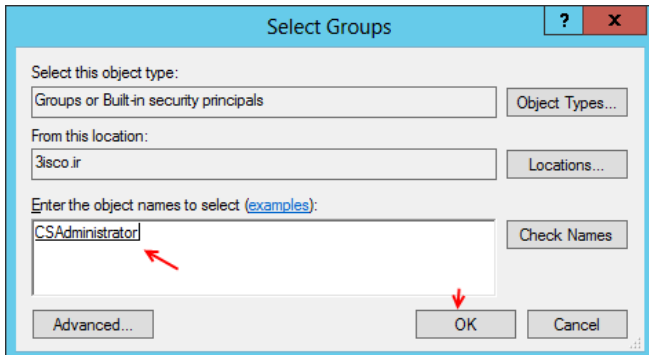 Select Groups
? x
Select this object type:
Groups or Built-in security principals
Object Types...
From this location:
3isco.ir
Locations...
Enter the object names to select (examples):
CSAdministrator
Check Names
Advanced...
OK
Cancel